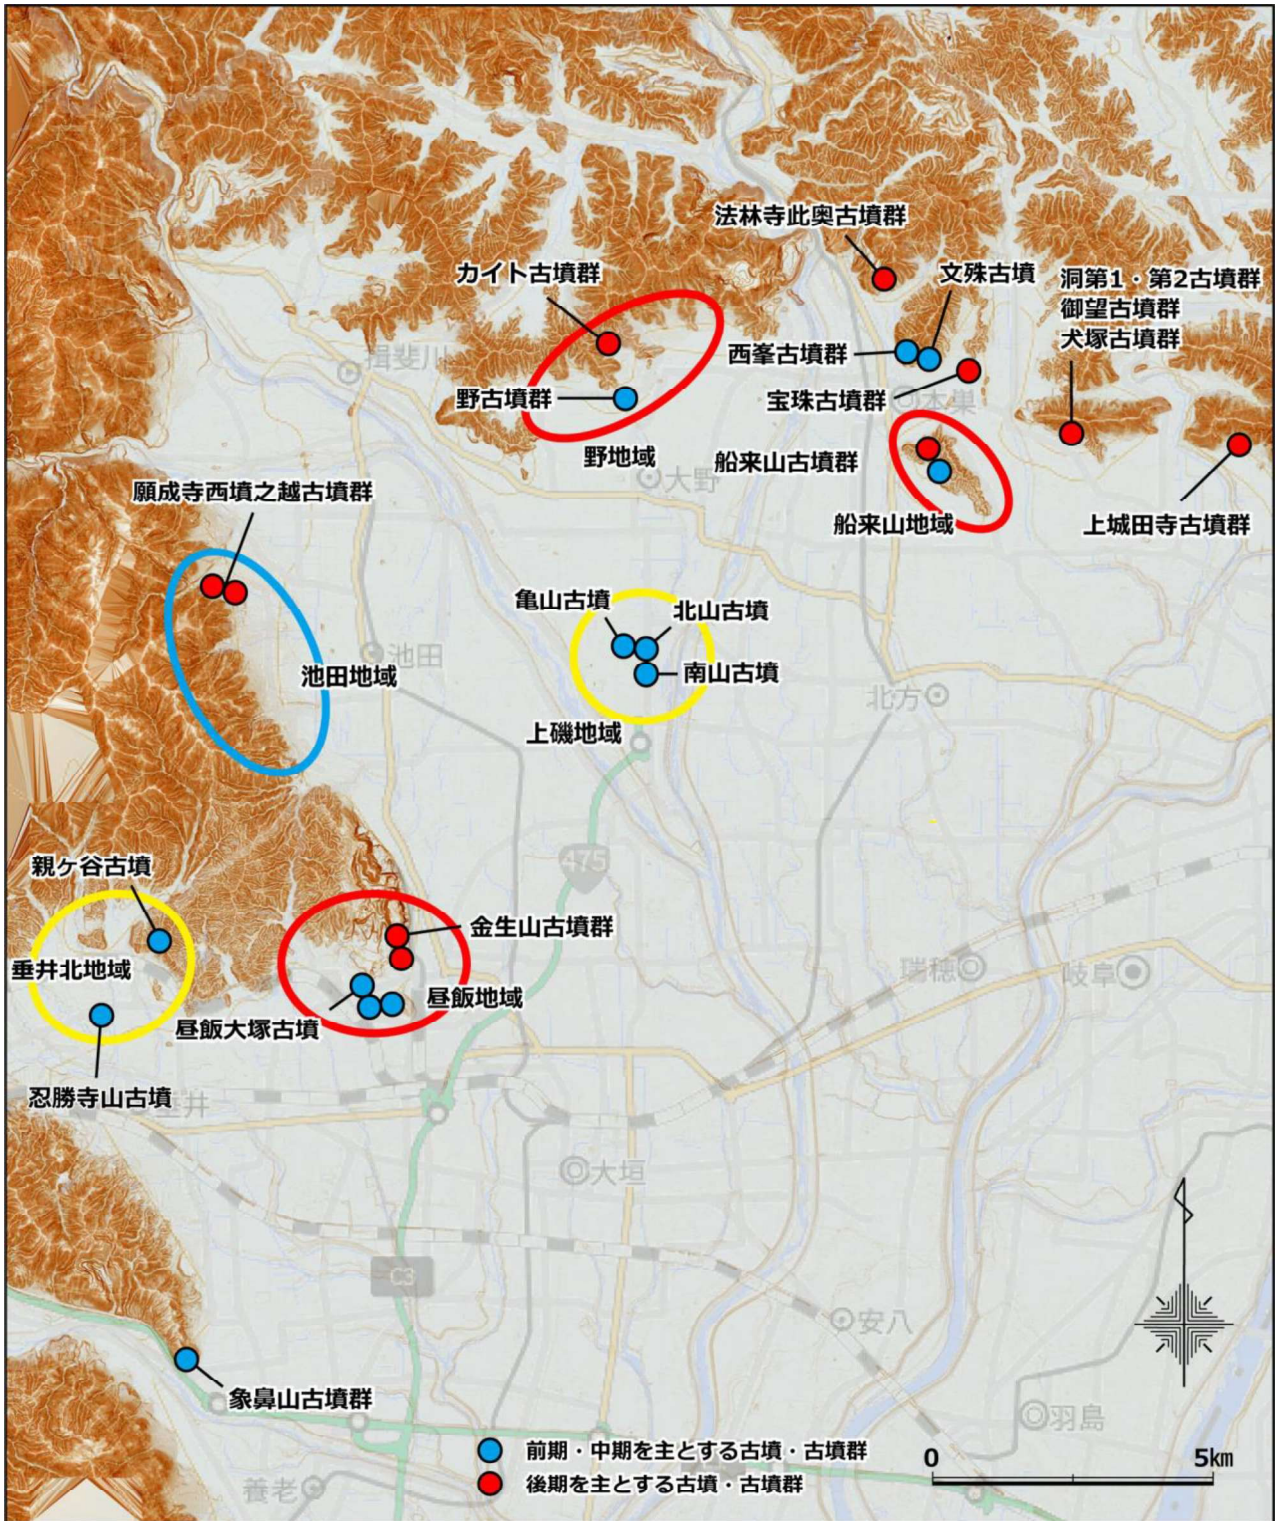 法林寺此奥古墳群
カイト古墳群
文殊古墳
洞第1・第2古墳群
御望古墳群
犬塚古墳群
西峯古墳群
揖斐川
野古墳群
宝珠古墳群
本巣
野地域
船来山古墳群
大野
願成寺西墳之越古墳群
船来山地域
上城田寺古墳群
亀山古墳
北山古墳
池田
池田地域
南山古墳
北方
上磯地域
475
親ヶ谷古墳
金生山古墳群
垂井北地域
瑞穂
岐阜
昼飯地域
昼飯大塚古墳
忍勝寺山古墳
垂井
大垣
C3
安八
象鼻山古墳群
羽島
前期・中期を主とする古墳・古墳群
0
5km
後期を主とする古墳・古墳群
養老